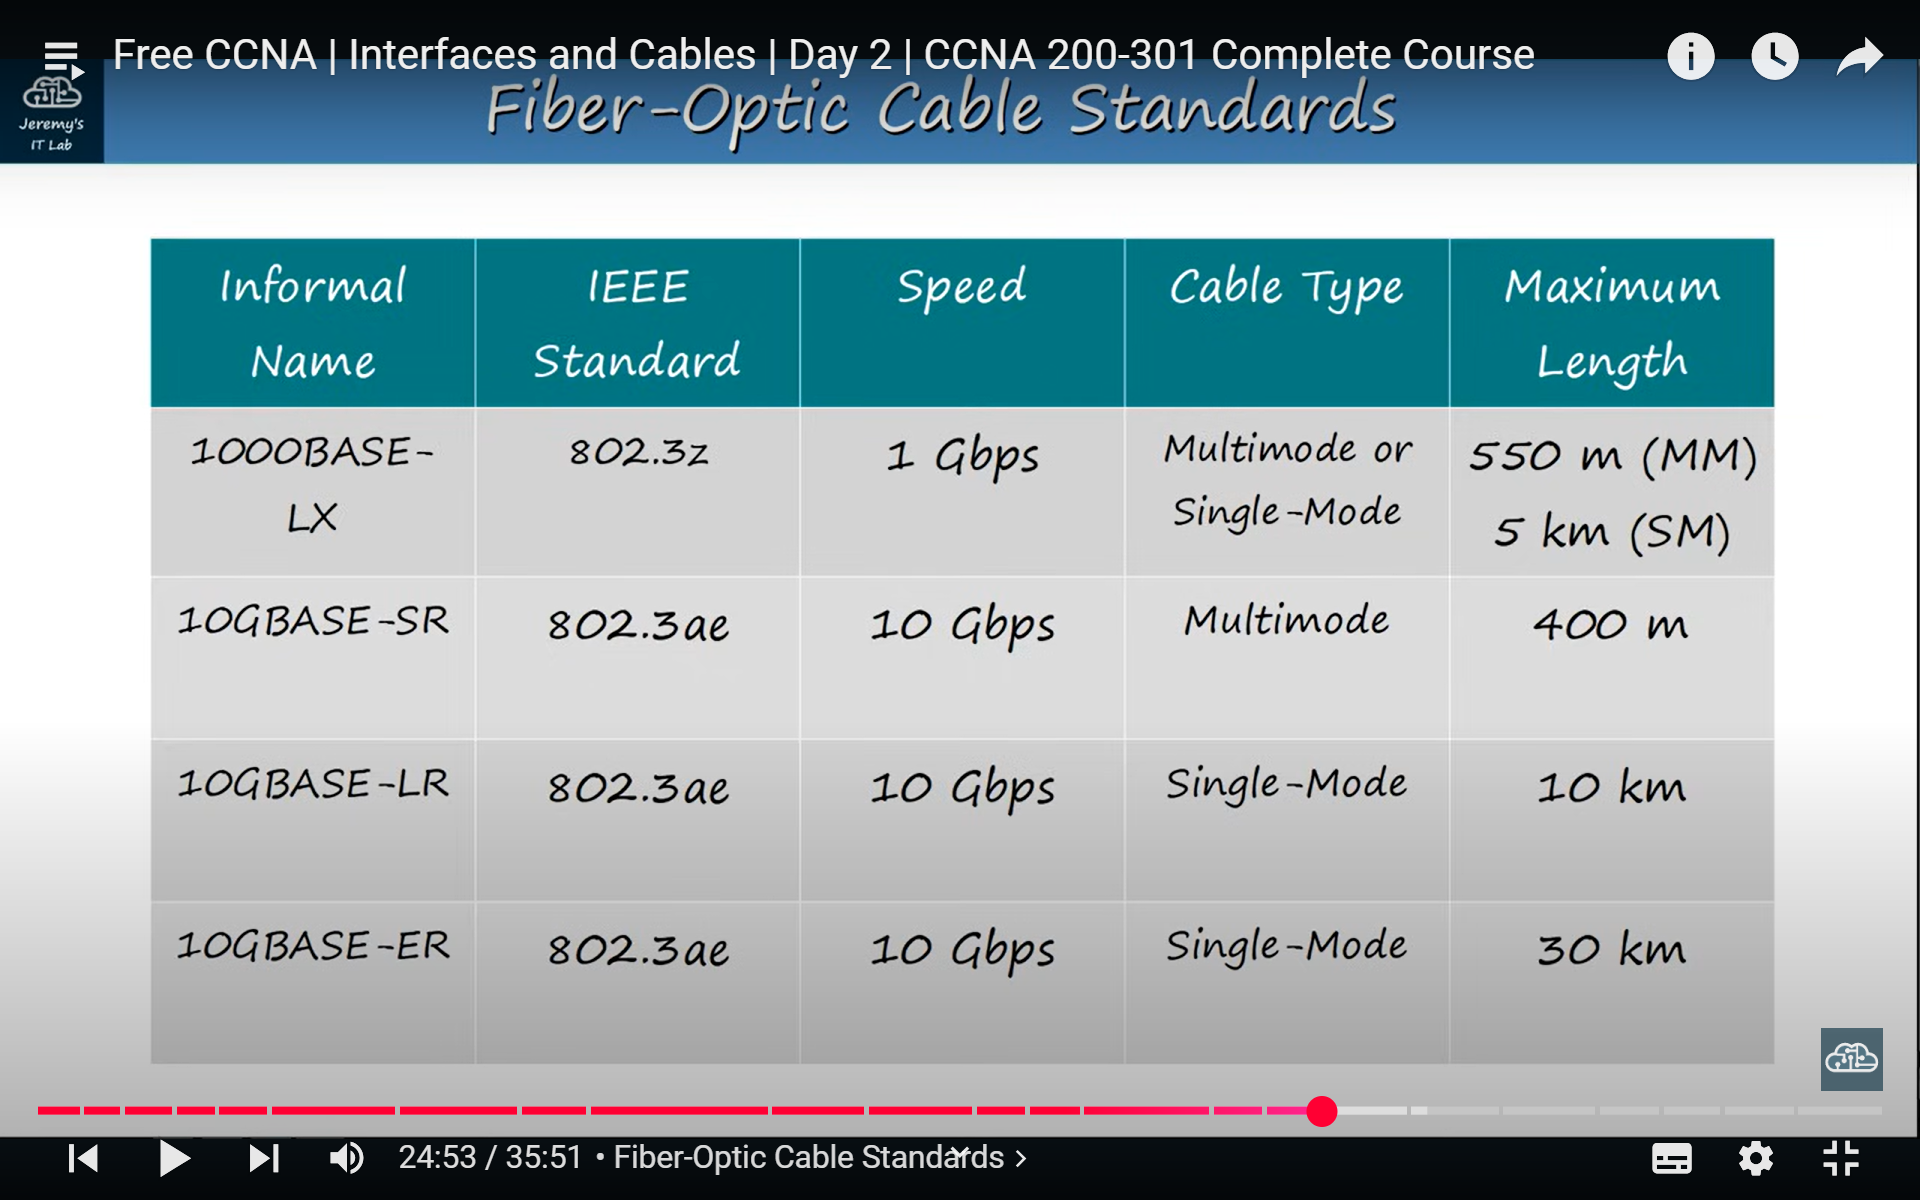 Free CCNA | Interfaces and Cables | Day 2 | CCNA 200-301 Complete Course
Jeremy's
IT Lab
Fiber-Optic Cable Standards
Informal Name
IEEE Standard
Speed
Cable Type
Maximum Length
1000BASE-LX
802.3z
1 Gbps
Multimode or Single-Mode
550 m (MM)
5 km (SM)
10GBASE-SR
802.3ae
10 Gbps
Multimode
400 m
10GBASE-LR
802.3ae
10 Gbps
Single-Mode
10 km
10GBASE-ER
802.3ae
10 Gbps
Single-Mode
30 km
24:53 / 35:51 • Fiber-Optic Cable Standards >